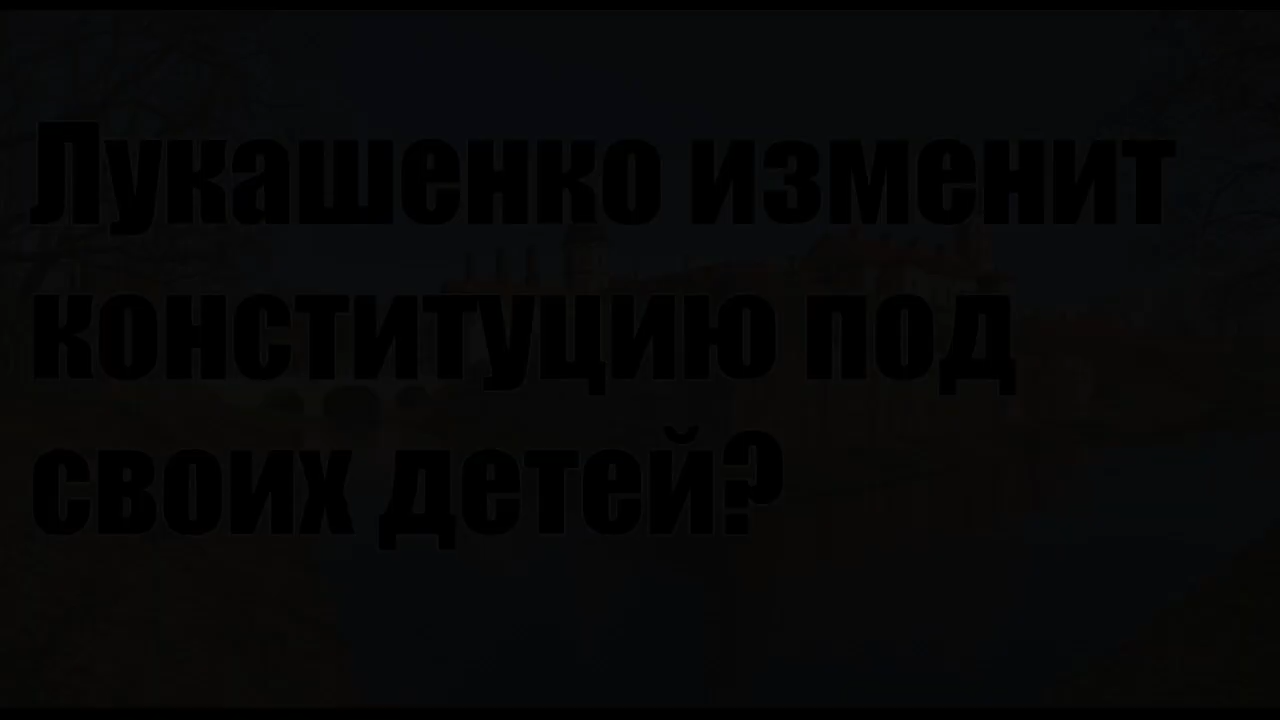 Лукашенко изменит
конституцию под
своих детей?